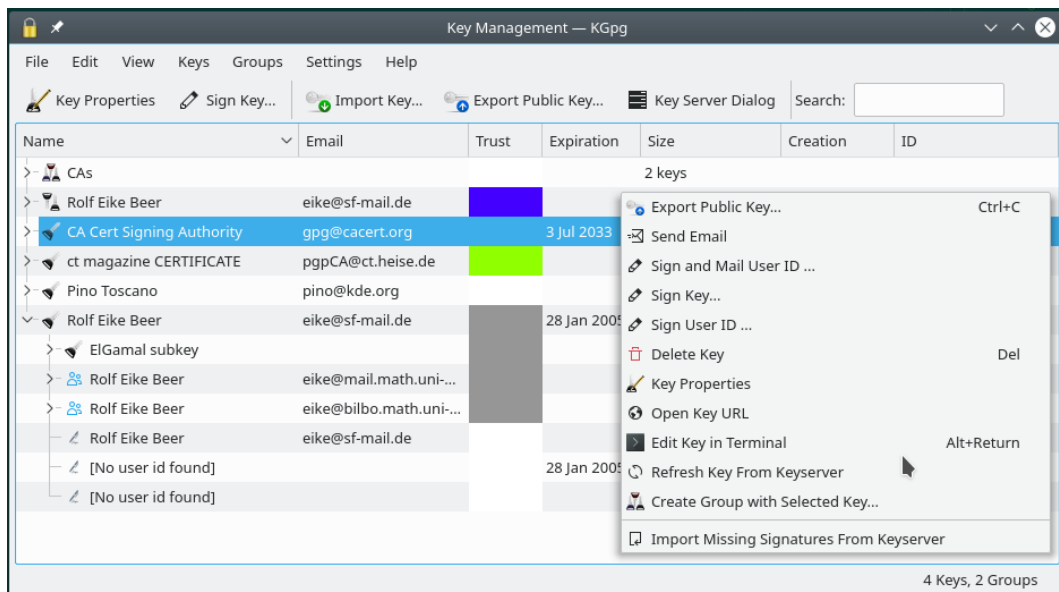 Key Management — KGpg
File Edit View Keys Groups Settings Help
Key Properties Sign Key... Import Key... Export Public Key... Key Server Dialog Search:
Name Email Trust Expiration Size Creation ID
CAs 2 keys
Rolf Eike Beer eike@sf-mail.de
CA Cert Signing Authority gpg@cacert.org 3 Jul 2033
ct magazine CERTIFICATE pgpCA@ct.heise.de
Pino Toscano pino@kde.org
Rolf Eike Beer eike@sf-mail.de 28 Jan 2005
ElGamal subkey
Rolf Eike Beer eike@mail.math.uni-...
Rolf Eike Beer eike@bilbo.math.uni-...
Rolf Eike Beer eike@sf-mail.de
[No user id found] 28 Jan 2005
[No user id found]
Export Public Key... Ctrl+C
Send Email
Sign and Mail User ID ...
Sign Key...
Sign User ID ...
Delete Key Del
Key Properties
Open Key URL
Edit Key in Terminal Alt+Return
Refresh Key From Keyserver
Create Group with Selected Key...
Import Missing Signatures From Keyserver
4 Keys, 2 Groups